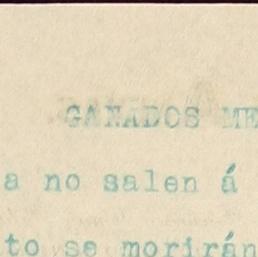 GANADOS ME
a no salen á
to se morirán